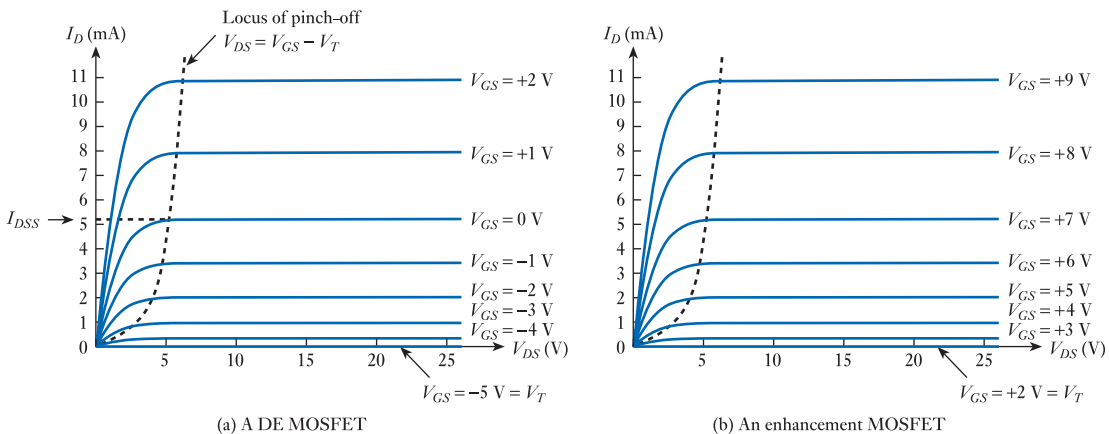 Locus of pinch–off
V_DS = V_GS − V_T
I_D (mA)
11
10
9
8
7
6
5
4
3
2
1
0
I_DSS
V_GS = +2 V
V_GS = +1 V
V_GS = 0 V
V_GS = −1 V
V_GS = −2 V
V_GS = −3 V
V_GS = −4 V
5
10
15
20
25
V_DS (V)
V_GS = −5 V = V_T
(a) A DE MOSFET
I_D (mA)
11
10
9
8
7
6
5
4
3
2
1
0
V_GS = +9 V
V_GS = +8 V
V_GS = +7 V
V_GS = +6 V
V_GS = +5 V
V_GS = +4 V
V_GS = +3 V
5
10
15
20
25
V_DS (V)
V_GS = +2 V = V_T
(b) An enhancement MOSFET